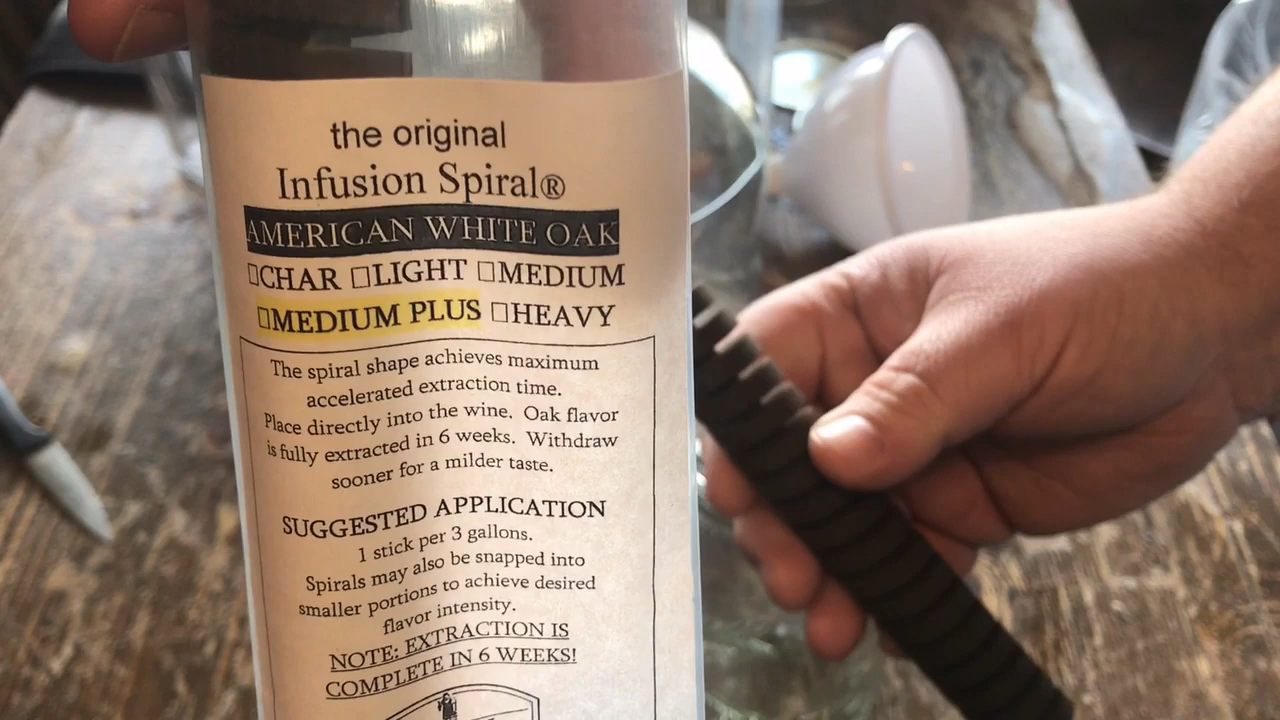 the original
Infusion Spiral®
AMERICAN WHITE OAK
□CHAR □LIGHT □MEDIUM
□MEDIUM PLUS □HEAVY
The spiral shape achieves maximum
accelerated extraction time.
Place directly into the wine. Oak flavor
is fully extracted in 6 weeks. Withdraw
sooner for a milder taste.
SUGGESTED APPLICATION
1 stick per 3 gallons.
Spirals may also be snapped into
smaller portions to achieve desired
flavor intensity.
NOTE: EXTRACTION IS
COMPLETE IN 6 WEEKS!